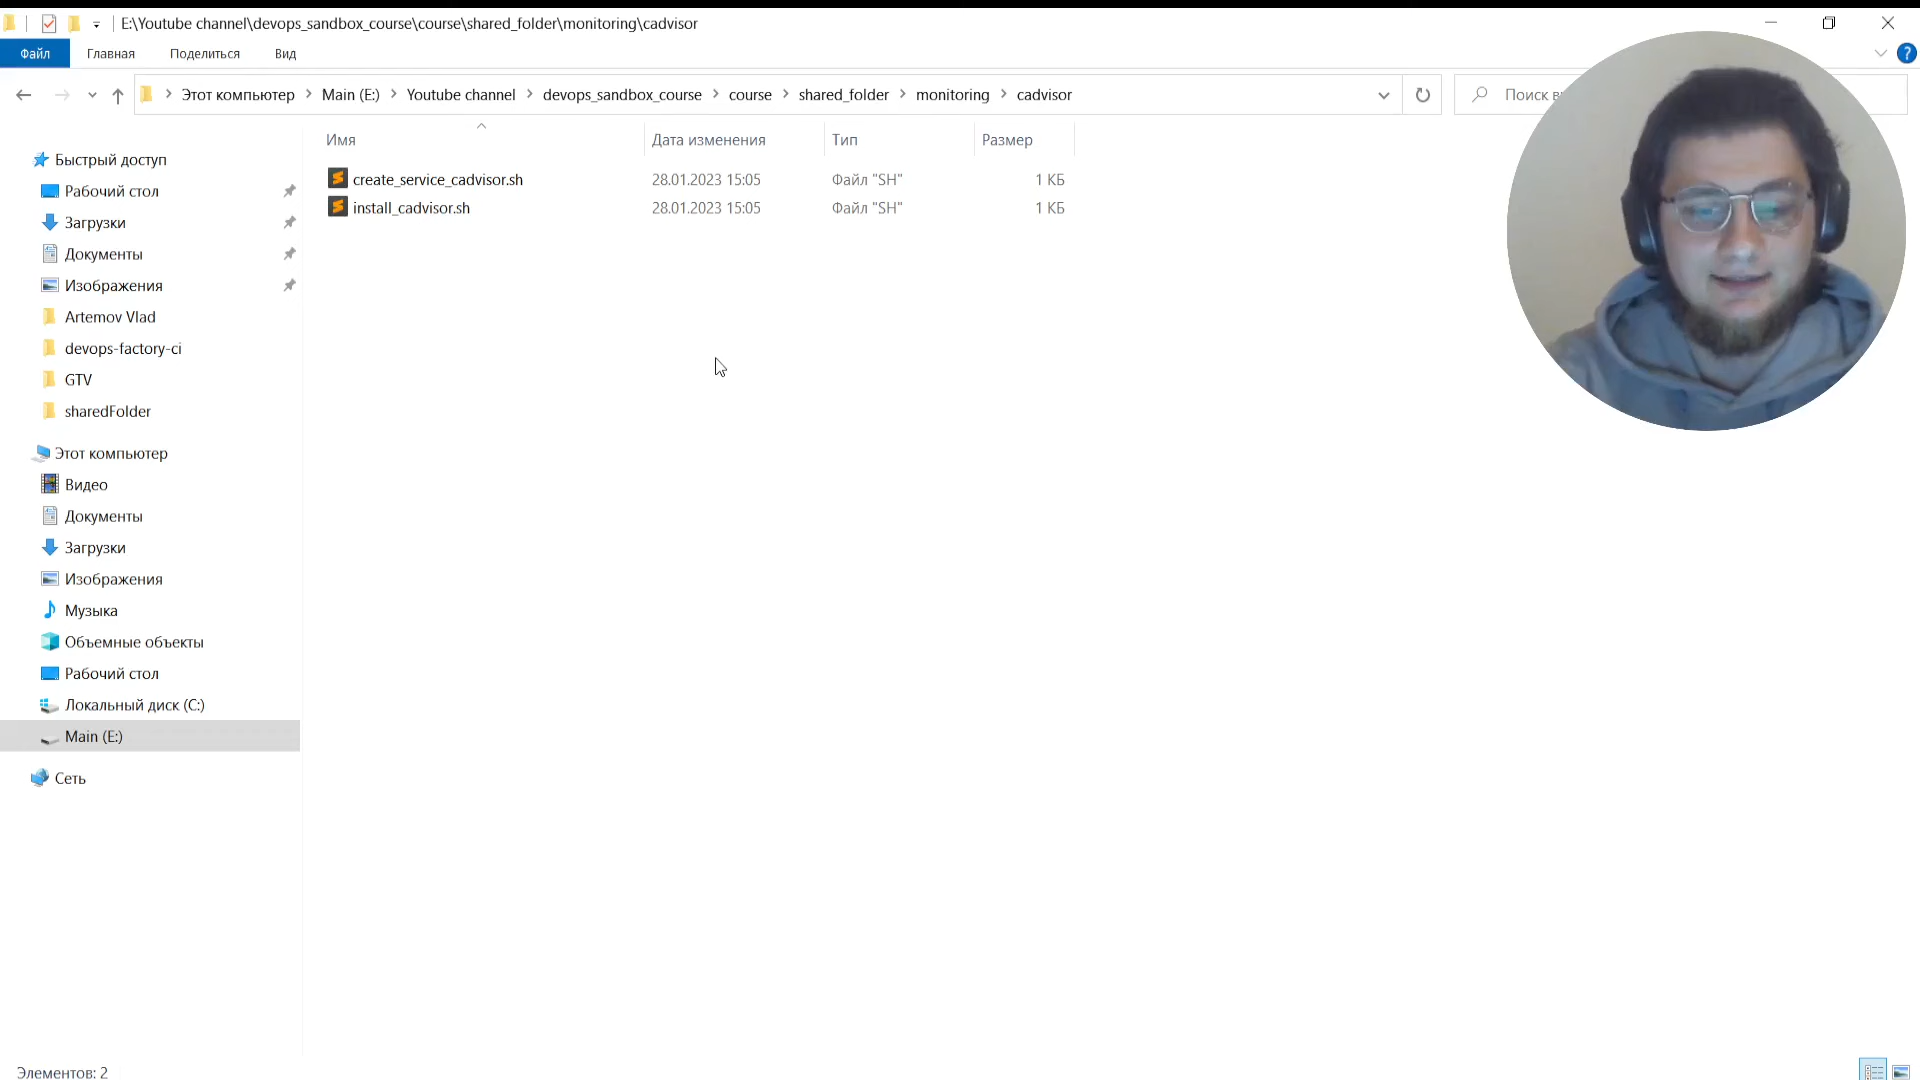 E:\Youtube channel\devops_sandbox_course\course\shared_folder\monitoring\cadvisor
Файл Главная Поделиться Вид
Этот компьютер Main (E:) Youtube channel devops_sandbox_course course shared_folder monitoring cadvisor Поиск в
Имя Дата изменения Тип Размер
create_service_cadvisor.sh 28.01.2023 15:05 Файл "SH" 1 КБ
install_cadvisor.sh 28.01.2023 15:05 Файл "SH" 1 КБ
Быстрый доступ
Рабочий стол
Загрузки
Документы
Изображения
Artemov Vlad
devops-factory-ci
GTV
sharedFolder
Этот компьютер
Видео
Документы
Загрузки
Изображения
Музыка
Объемные объекты
Рабочий стол
Локальный диск (C:)
Main (E:)
Сеть
Элементов: 2